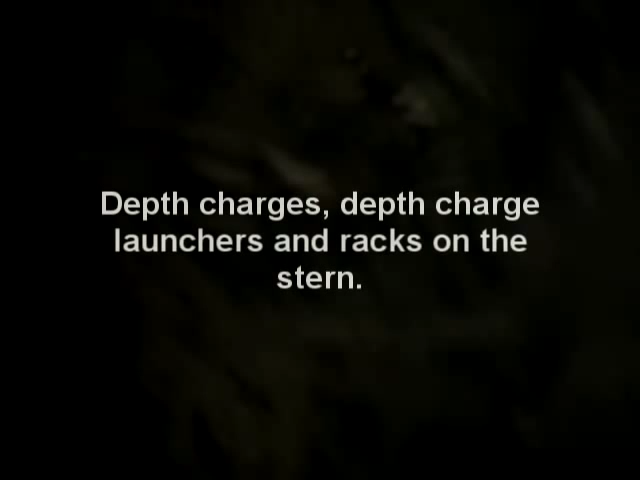 Depth charges, depth charge
launchers and racks on the
stern.